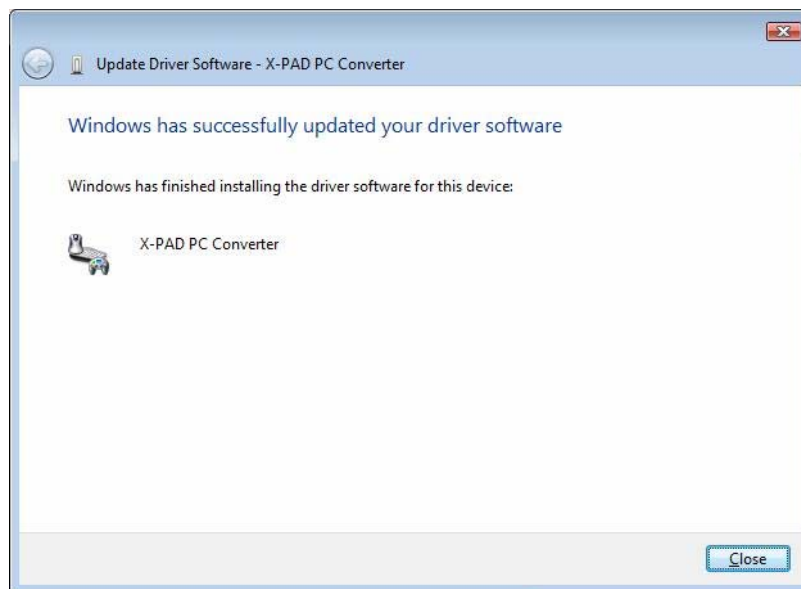 Update Driver Software - X-PAD PC Converter
Windows has successfully updated your driver software
Windows has finished installing the driver software for this device:
X-PAD PC Converter
Close